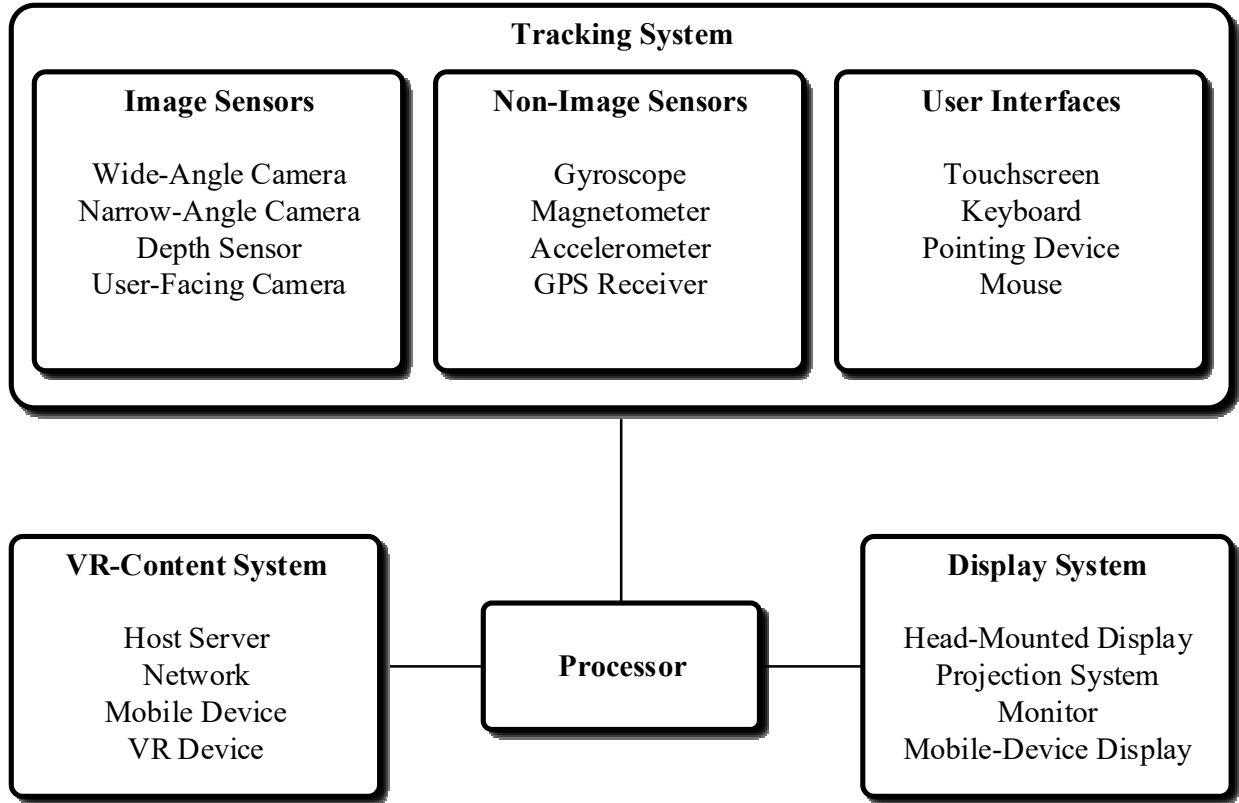 Tracking System
Image Sensors
Wide-Angle Camera
Narrow-Angle Camera
Depth Sensor
User-Facing Camera
Non-Image Sensors
Gyroscope
Magnetometer
Accelerometer
GPS Receiver
User Interfaces
Touchscreen
Keyboard
Pointing Device
Mouse
VR-Content System
Host Server
Network
Mobile Device
VR Device
Processor
Display System
Head-Mounted Display
Projection System
Monitor
Mobile-Device Display